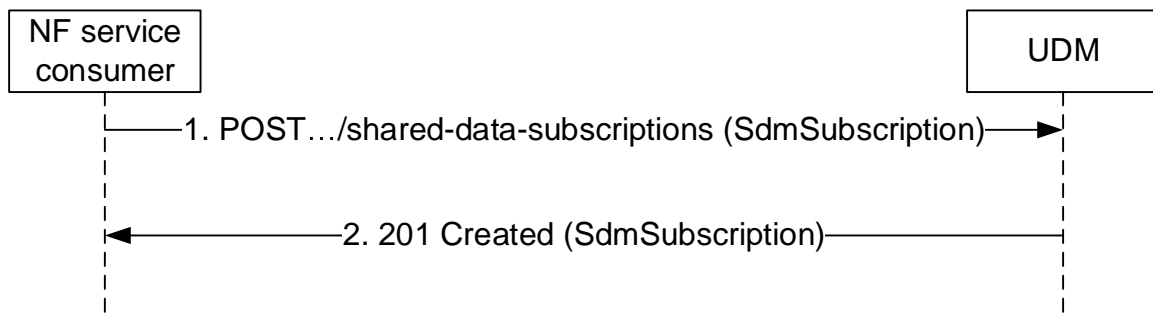 NF service
consumer
UDM
1. POST…/shared-data-subscriptions (SdmSubscription)
2. 201 Created (SdmSubscription)